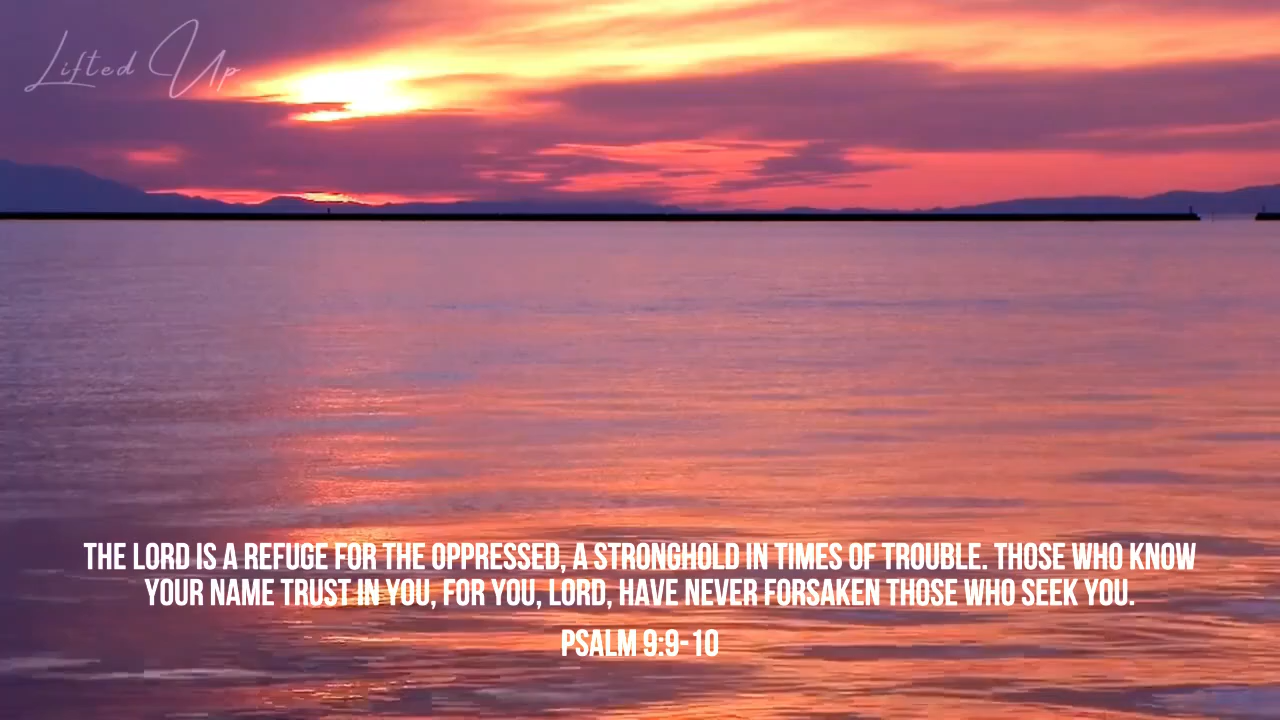 Lifted Up
THE LORD IS A REFUGE FOR THE OPPRESSED, A STRONGHOLD IN TIMES OF TROUBLE. THOSE WHO KNOW
YOUR NAME TRUST IN YOU, FOR YOU, LORD, HAVE NEVER FORSAKEN THOSE WHO SEEK YOU.
PSALM 9:9-10